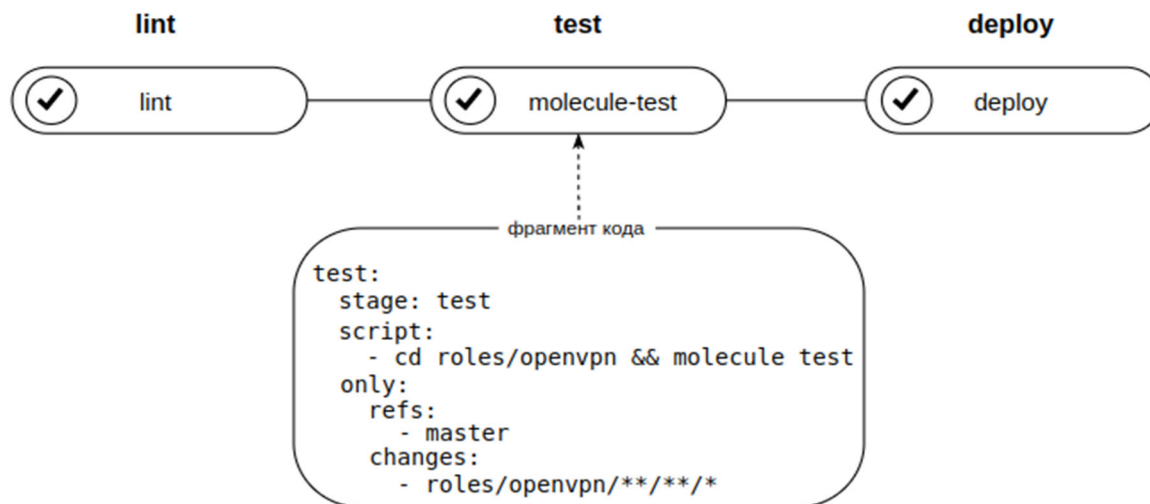 lint
test
deploy
lint
molecule-test
deploy
фрагмент кода
test:
stage: test
script:
- cd roles/openvpn && molecule test
only:
refs:
- master
changes:
- roles/openvpn/**/**/*